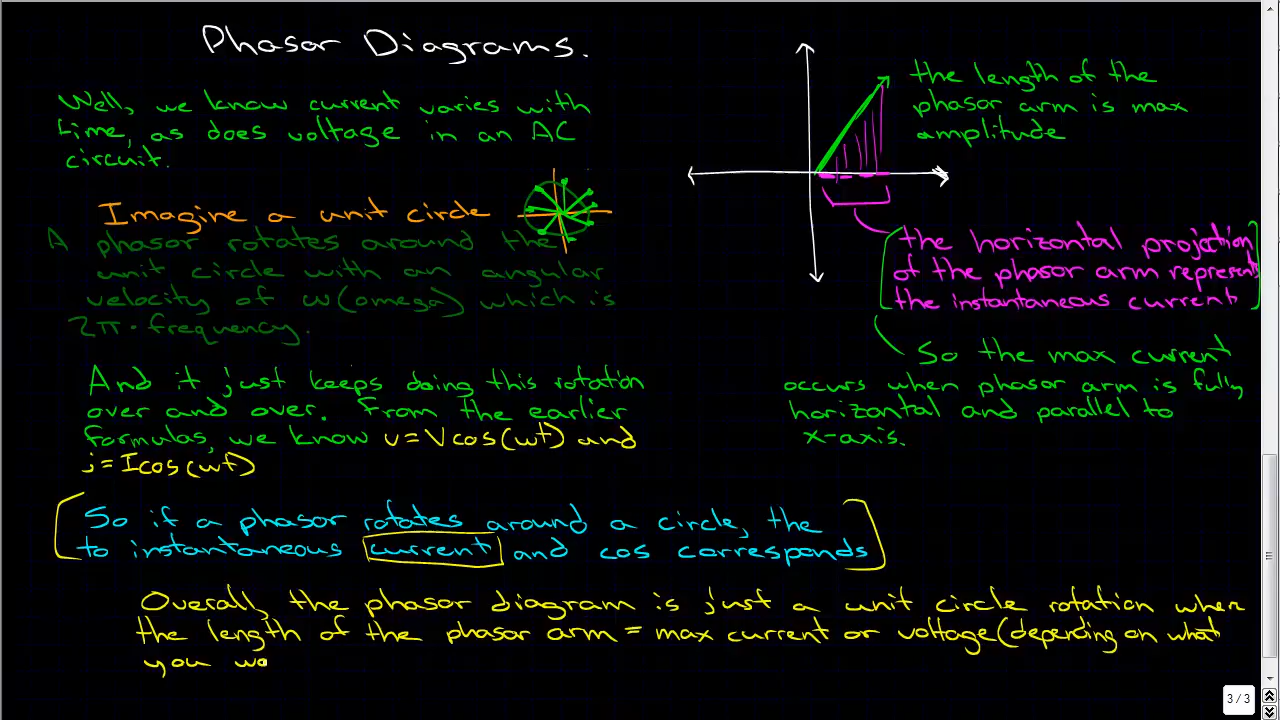 Phasor Diagrams.
Well, we know current varies with
time, as does voltage in an AC
circuit.
Imagine a unit circle
A phasor rotates around the
unit circle with an angular
velocity of w (omega) which is
2π·frequency.
And it just keeps doing this rotation
over and over. From the earlier
formulas, we know v=Vcos(wt) and
i=Icos(wt)
the length of the
phasor arm is max
amplitude
the horizontal projection
of the phasor arm represents
the instantaneous current
So the max current
occurs when phasor arm is fully
horizontal and parallel to
x-axis.
So if a phasor rotates around a circle, the
to instantaneous current and cos corresponds
Overall, the phasor diagram is just a unit circle rotation where
the length of the phasor arm = max current or voltage (depending on what
you wo
3/3